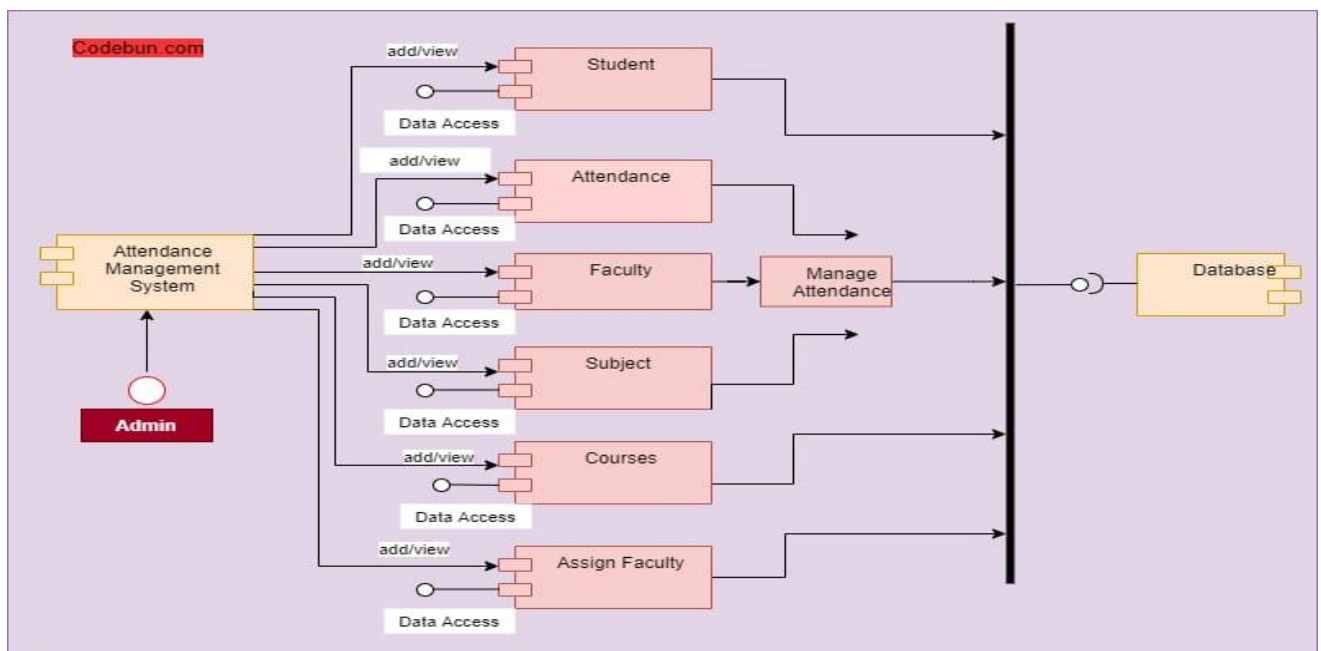 Codebun.com
add/view
Student
Data Access
add/view
Attendance
Data Access
Attendance
Management
System
add/view
Faculty
Data Access
Manage
Attendance
Database
add/view
Subject
Data Access
Admin
add/view
Courses
Data Access
add/view
Assign Faculty
Data Access